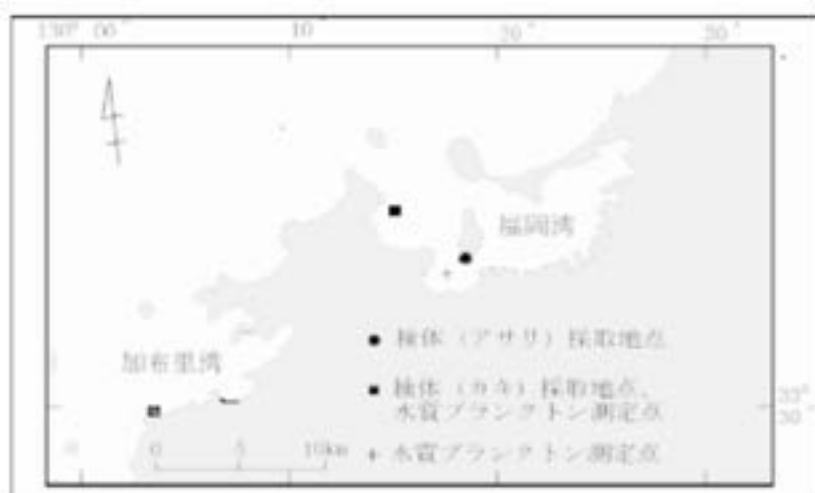 130° 00′ 10′ 20′ 30′
福岡湾
加布里湾
● 検体（アサリ）採取地点
■ 検体（カキ）採取地点、
水質プランクトン測定点
+ 水質プランクトン測定点
33°
30′
0 5 10km